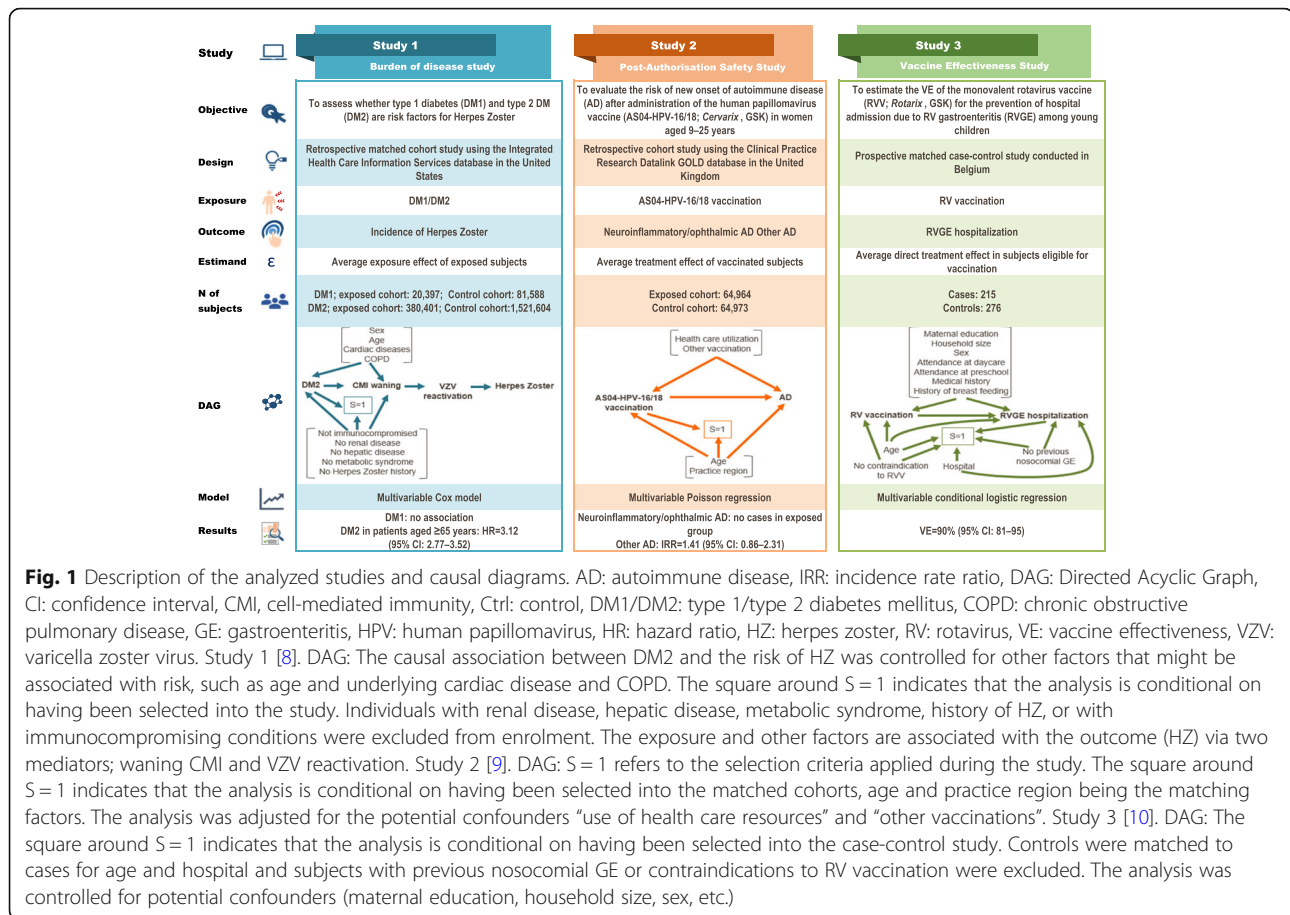 Study
Study 1
Burden of disease study
Study 2
Post-Authorisation Safety Study
Study 3
Vaccine Effectiveness Study
Objective
To assess whether type 1 diabetes (DM1) and type 2 DM
(DM2) are risk factors for Herpes Zoster
To evaluate the risk of new onset of autoimmune disease
(AD) after administration of the human papillomavirus
vaccine (AS04-HPV-16/18; Cervarix , GSK) in women
aged 9–25 years
To estimate the VE of the monovalent rotavirus vaccine
(RVV; Rotarix , GSK) for the prevention of hospital
admission due to RV gastroenteritis (RVGE) among young
children
Design
Retrospective matched cohort study using the Integrated
Health Care Information Services database in the United
States
Retrospective cohort study using the Clinical Practice
Research Datalink GOLD database in the United
Kingdom
Prospective matched case-control study conducted in
Belgium
Exposure
DM1/DM2
AS04-HPV-16/18 vaccination
RV vaccination
Outcome
Incidence of Herpes Zoster
Neuroinflammatory/ophthalmic AD Other AD
RVGE hospitalization
Estimand
ε
Average exposure effect of exposed subjects
Average treatment effect of vaccinated subjects
Average direct treatment effect in subjects eligible for
vaccination
N of
subjects
DM1; exposed cohort: 20,397; Control cohort: 81,588
DM2; exposed cohort: 380,401; Control cohort:1,521,604
Exposed cohort: 64,964
Control cohort: 64,973
Cases: 215
Controls: 276
DAG
Sex
Age
Cardiac diseases
COPD
DM2
CMI waning
VZV
reactivation
Herpes Zoster
S=1
Not immunocompromised
No renal disease
No hepatic disease
No metabolic syndrome
No Herpes Zoster history
Health care utilization
Other vaccination
AS04-HPV-16/18
vaccination
AD
S=1
Age
Practice region
Maternal education
Household size
Sex
Attendance at daycare
Attendance at preschool
Medical history
History of breast feeding
RV vaccination
RVGE hospitalization
S=1
Age
No contraindication
to RVV
Hospital
No previous
nosocomial GE
Model
Multivariable Cox model
Multivariable Poisson regression
Multivariable conditional logistic regression
Results
DM1: no association
DM2 in patients aged ≥65 years: HR=3.12
(95% CI: 2.77–3.52)
Neuroinflammatory/ophthalmic AD: no cases in exposed
group
Other AD: IRR=1.41 (95% CI: 0.86–2.31)
VE=90% (95% CI: 81–95)
Fig. 1 Description of the analyzed studies and causal diagrams. AD: autoimmune disease, IRR: incidence rate ratio, DAG: Directed Acyclic Graph,
CI: confidence interval, CMI, cell-mediated immunity, Ctrl: control, DM1/DM2: type 1/type 2 diabetes mellitus, COPD: chronic obstructive
pulmonary disease, GE: gastroenteritis, HPV: human papillomavirus, HR: hazard ratio, HZ: herpes zoster, RV: rotavirus, VE: vaccine effectiveness, VZV:
varicella zoster virus. Study 1 [8]. DAG: The causal association between DM2 and the risk of HZ was controlled for other factors that might be
associated with risk, such as age and underlying cardiac disease and COPD. The square around S = 1 indicates that the analysis is conditional on
having been selected into the study. Individuals with renal disease, hepatic disease, metabolic syndrome, history of HZ, or with
immunocompromising conditions were excluded from enrolment. The exposure and other factors are associated with the outcome (HZ) via two
mediators; waning CMI and VZV reactivation. Study 2 [9]. DAG: S = 1 refers to the selection criteria applied during the study. The square around
S = 1 indicates that the analysis is conditional on having been selected into the matched cohorts, age and practice region being the matching
factors. The analysis was adjusted for the potential confounders “use of health care resources” and “other vaccinations”. Study 3 [10]. DAG: The
square around S = 1 indicates that the analysis is conditional on having been selected into the case-control study. Controls were matched to
cases for age and hospital and subjects with previous nosocomial GE or contraindications to RV vaccination were excluded. The analysis was
controlled for potential confounders (maternal education, household size, sex, etc.)